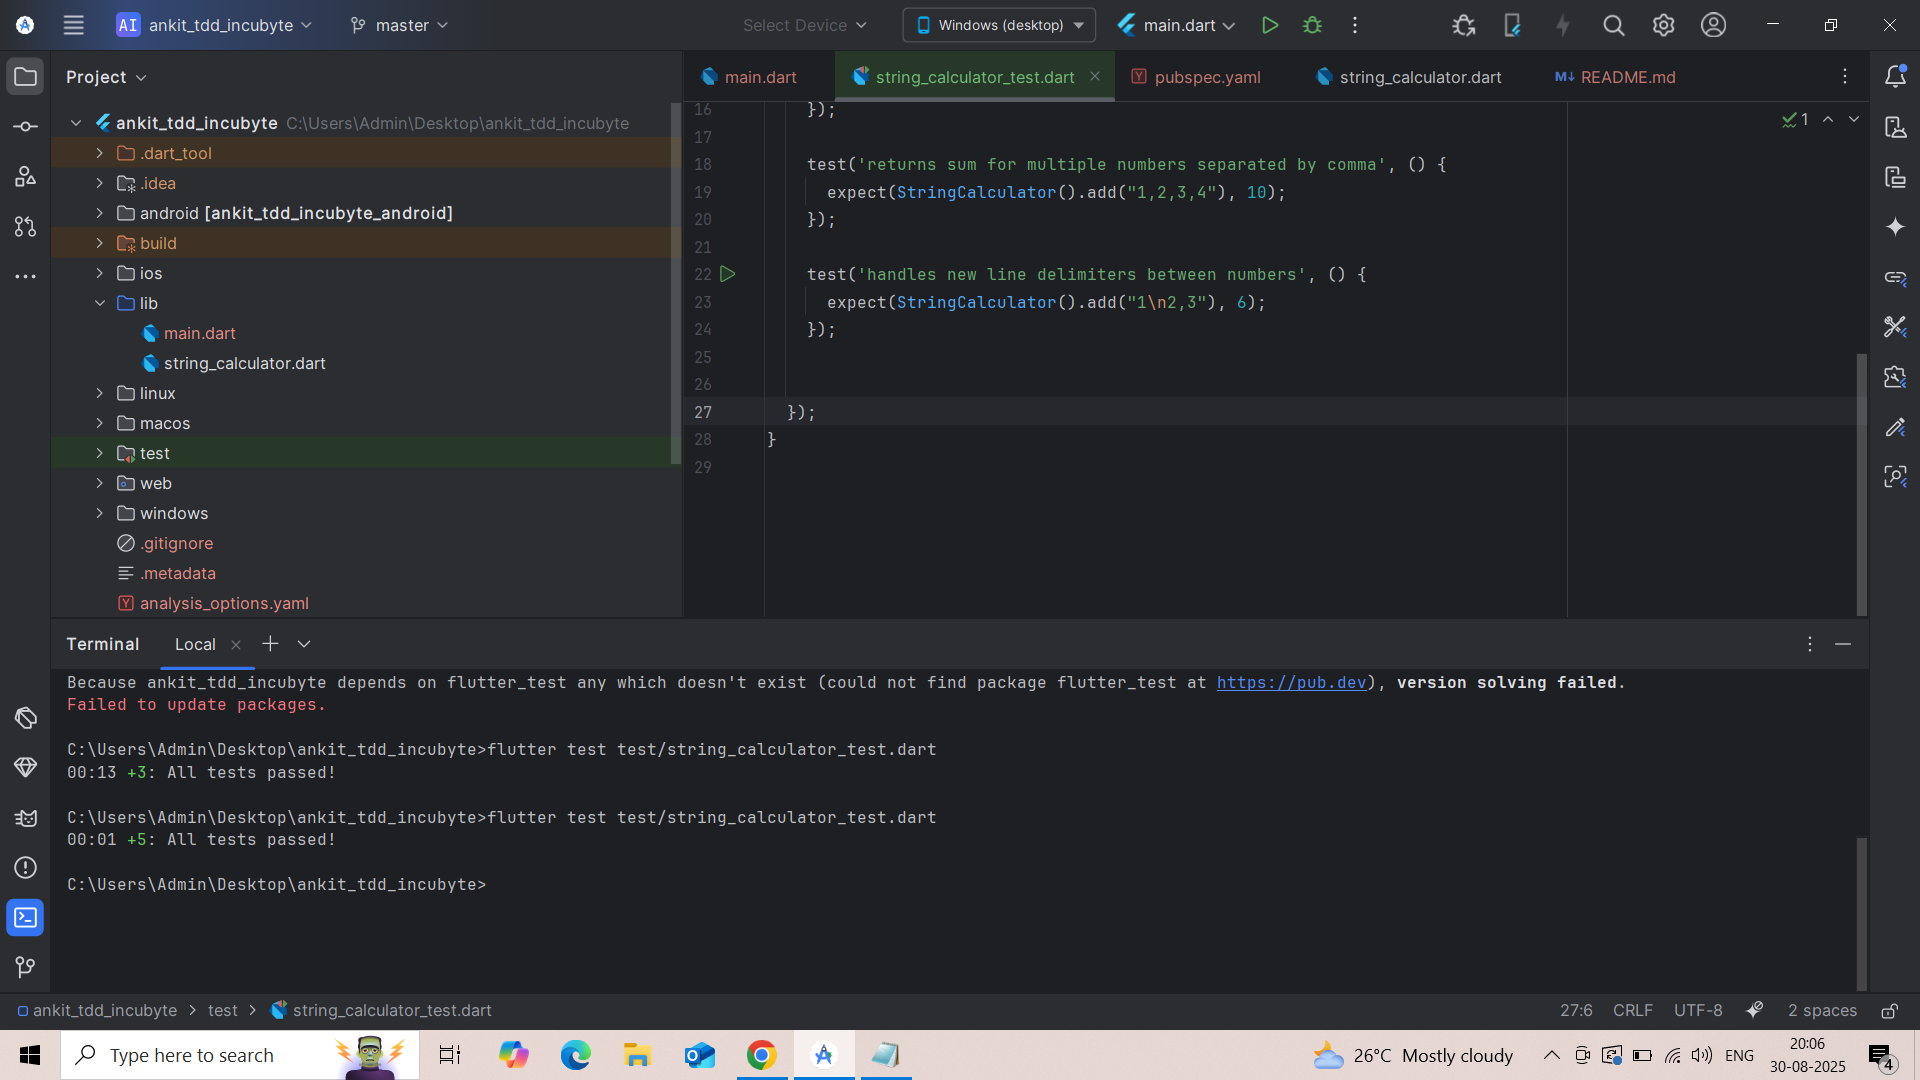 AI ankit_tdd_incubyte master Select Device Windows (desktop) main.dart
Project
ankit_tdd_incubyte C:\Users\Admin\Desktop\ankit_tdd_incubyte
.dart_tool
.idea
android [ankit_tdd_incubyte_android]
build
ios
lib
main.dart
string_calculator.dart
linux
macos
test
web
windows
.gitignore
.metadata
analysis_options.yaml
main.dart string_calculator_test.dart pubspec.yaml string_calculator.dart M↓ README.md
1
16 });
17
18 test('returns sum for multiple numbers separated by comma', () {
19 expect(StringCalculator().add("1,2,3,4"), 10);
20 });
21
22 test('handles new line delimiters between numbers', () {
23 expect(StringCalculator().add("1\n2,3"), 6);
24 });
25
26
27 });
28 }
29
Terminal Local
Because ankit_tdd_incubyte depends on flutter_test any which doesn't exist (could not find package flutter_test at https://pub.dev), version solving failed.
Failed to update packages.
C:\Users\Admin\Desktop\ankit_tdd_incubyte>flutter test test/string_calculator_test.dart
00:13 +3: All tests passed!
C:\Users\Admin\Desktop\ankit_tdd_incubyte>flutter test test/string_calculator_test.dart
00:01 +5: All tests passed!
C:\Users\Admin\Desktop\ankit_tdd_incubyte>
ankit_tdd_incubyte > test > string_calculator_test.dart 27:6 CRLF UTF-8 2 spaces
Type here to search 26°C Mostly cloudy ENG 20:06
30-08-2025 4